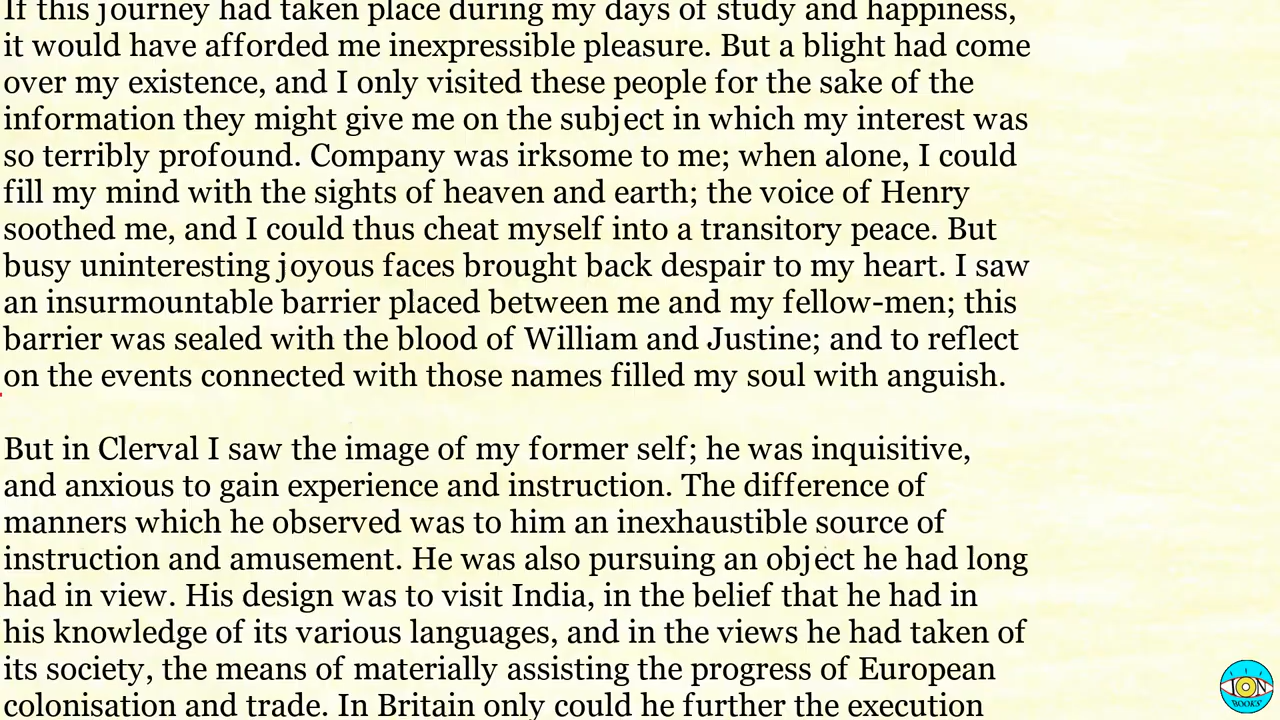 If this journey had taken place during my days of study and happiness,
it would have afforded me inexpressible pleasure. But a blight had come
over my existence, and I only visited these people for the sake of the
information they might give me on the subject in which my interest was
so terribly profound. Company was irksome to me; when alone, I could
fill my mind with the sights of heaven and earth; the voice of Henry
soothed me, and I could thus cheat myself into a transitory peace. But
busy uninteresting joyous faces brought back despair to my heart. I saw
an insurmountable barrier placed between me and my fellow-men; this
barrier was sealed with the blood of William and Justine; and to reflect
on the events connected with those names filled my soul with anguish.
But in Clerval I saw the image of my former self; he was inquisitive,
and anxious to gain experience and instruction. The difference of
manners which he observed was to him an inexhaustible source of
instruction and amusement. He was also pursuing an object he had long
had in view. His design was to visit India, in the belief that he had in
his knowledge of its various languages, and in the views he had taken of
its society, the means of materially assisting the progress of European
colonisation and trade. In Britain only could he further the execution
ION
BOOKS